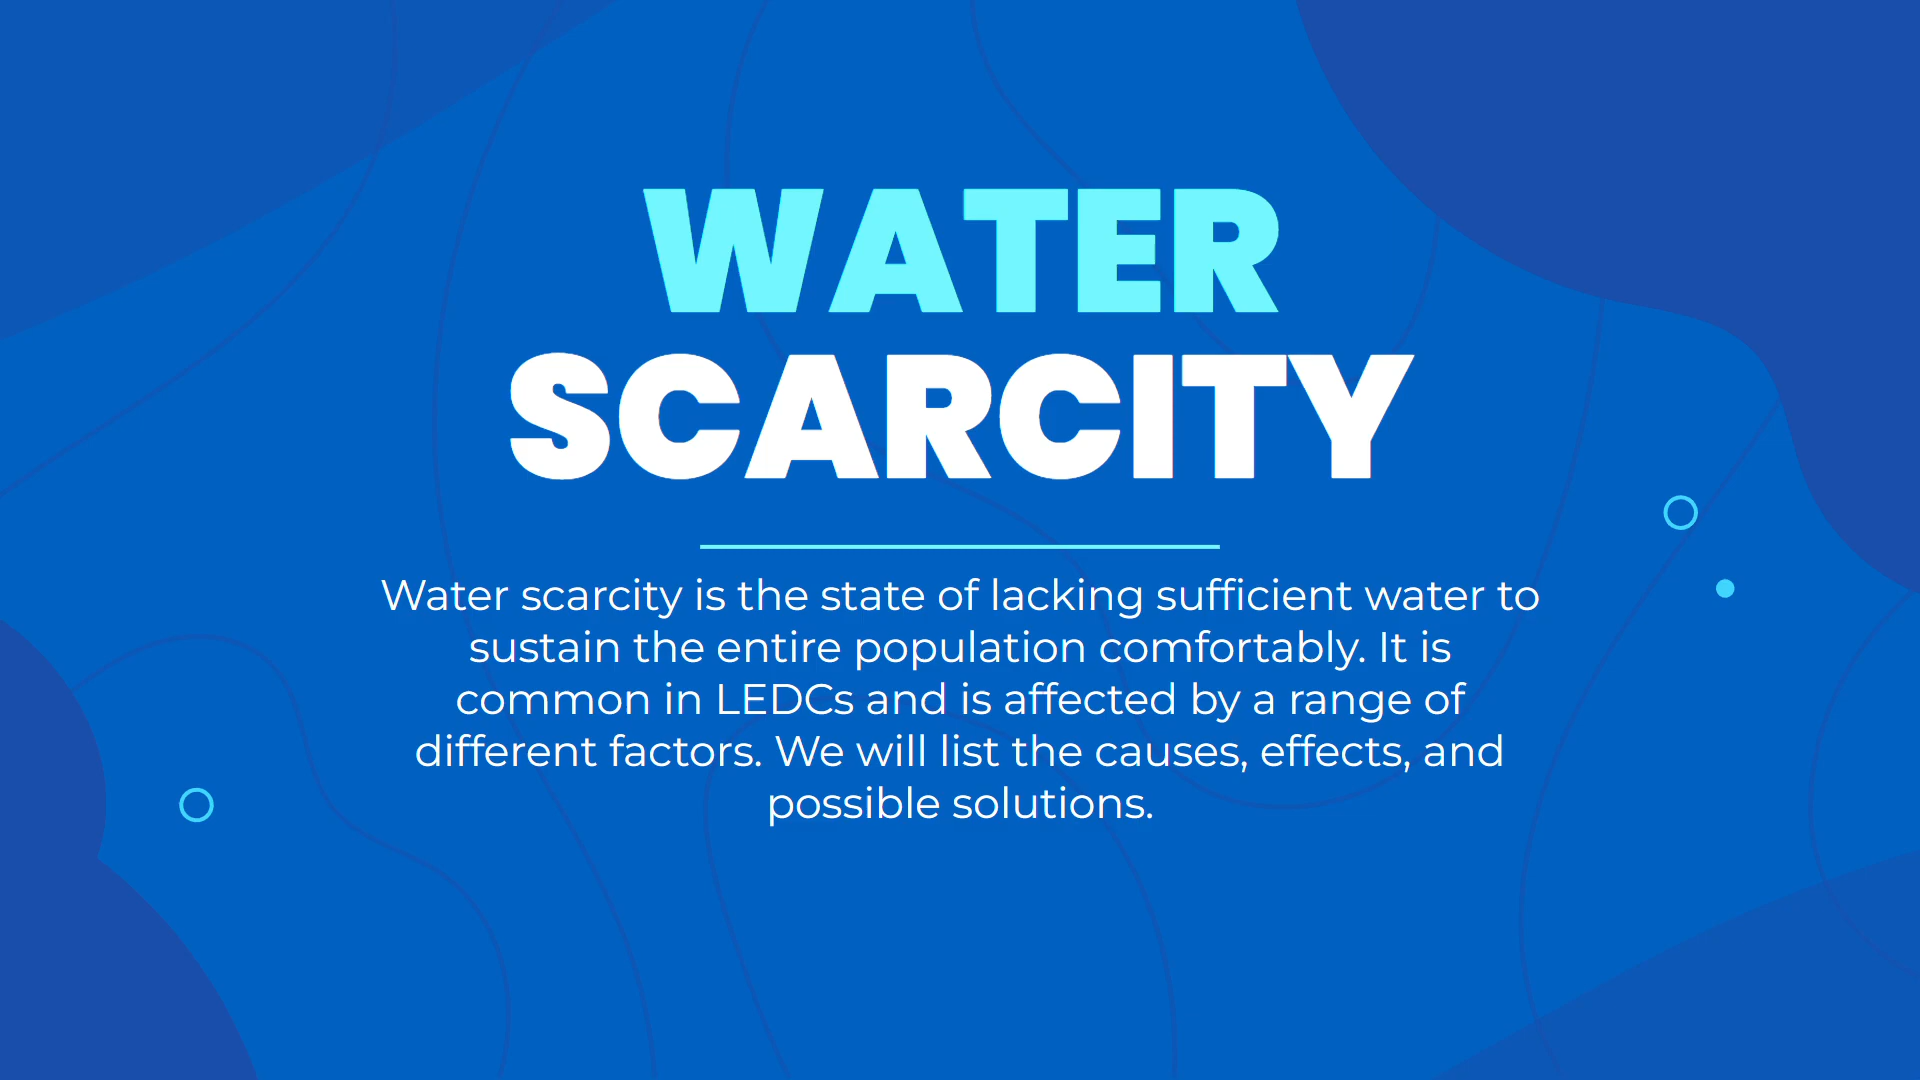 WATER
SCARCITY
Water scarcity is the state of lacking sufficient water to
sustain the entire population comfortably. It is
common in LEDCs and is affected by a range of
different factors. We will list the causes, effects, and
possible solutions.